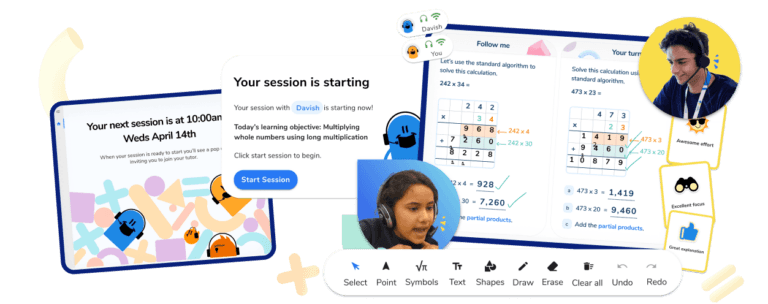 Your next session is at 10:00am
Weds April 14th
When your session is ready to start you'll see a pop
inviting you to join your tutor.
Your session is starting
Your session with Davish is starting now!
Today's learning objective: Multiplying
whole numbers using long multiplication
Click start session to begin.
Start Session
Davish
You
Follow me
Let's use the standard algorithm to
solve this calculation.
242 x 34 =
2 4 2
x 3 4
9 6 8 242 x 4
+ 7 2 6 0 242 x 30
8 2 2 8
1 1
x 4 = 928
30 = 7,260
the partial products.
Your turn
Solve this calculation using
standard algorithm.
473 x 23 =
4 7 3
x 2 3
1 4 1 9 473 x 3
+ 9 4 6 0 473 x 20
1 0 8 7 9
a 473 x 3 = 1,419
b 473 x 20 = 9,460
c Add the partial products.
Awesome effort
Excellent focus
Great explanation
Select Point Symbols Text Shapes Draw Erase Clear all Undo Redo